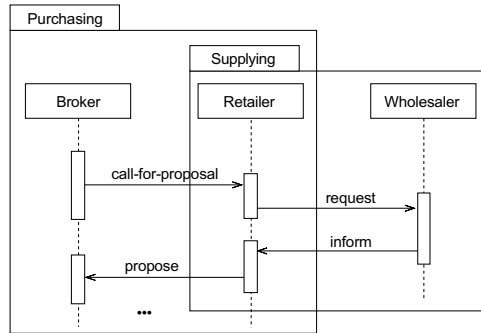 Purchasing
Supplying
Broker
Retailer
Wholesaler
call-for-proposal
request
inform
propose
...